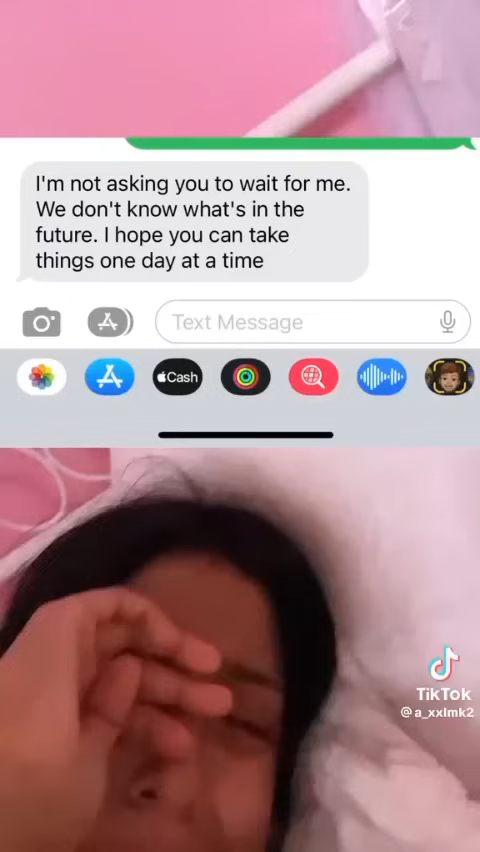 I'm not asking you to wait for me.
We don't know what's in the
future. I hope you can take
things one day at a time
Text Message
Cash
TikTok
@a_xxlmk2